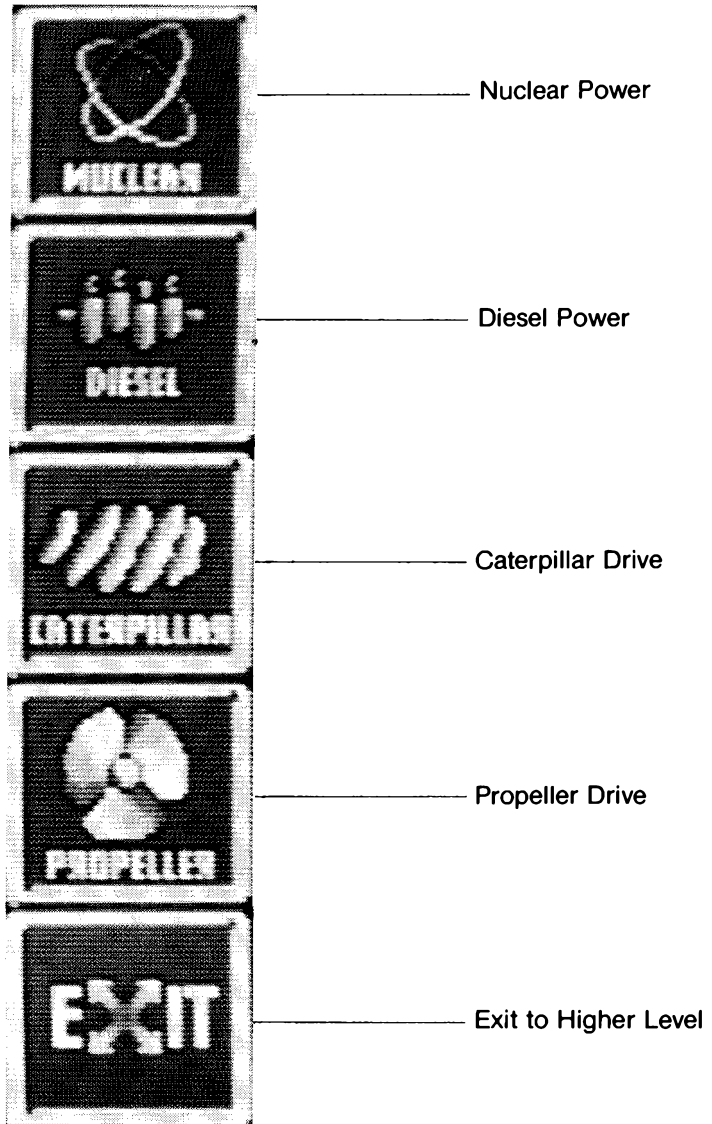 NUCLEAR
Nuclear Power
DIESEL
Diesel Power
CATERPILLAR
Caterpillar Drive
PROPELLER
Propeller Drive
EXIT
Exit to Higher Level